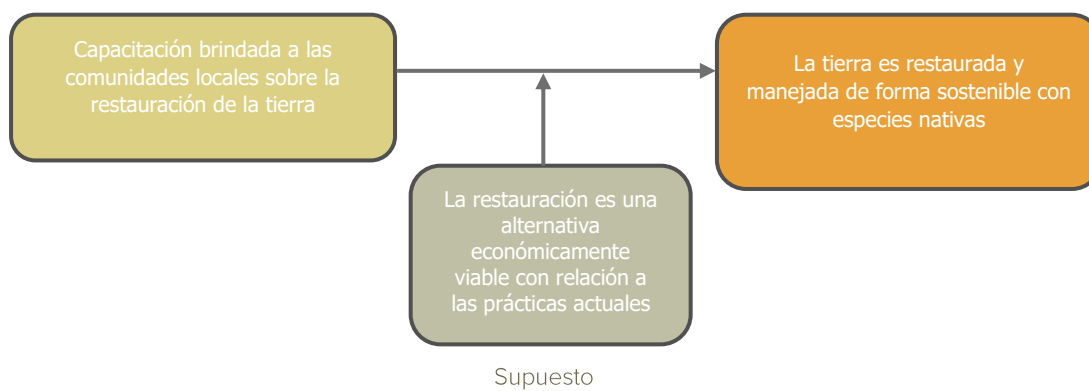 Capacitación brindada a las
comunidades locales sobre la
restauración de la tierra
La tierra es restaurada y
manejada de forma sostenible con
especies nativas
La restauración es una
alternativa
económicamente
viable con relación a
las prácticas actuales
Supuesto